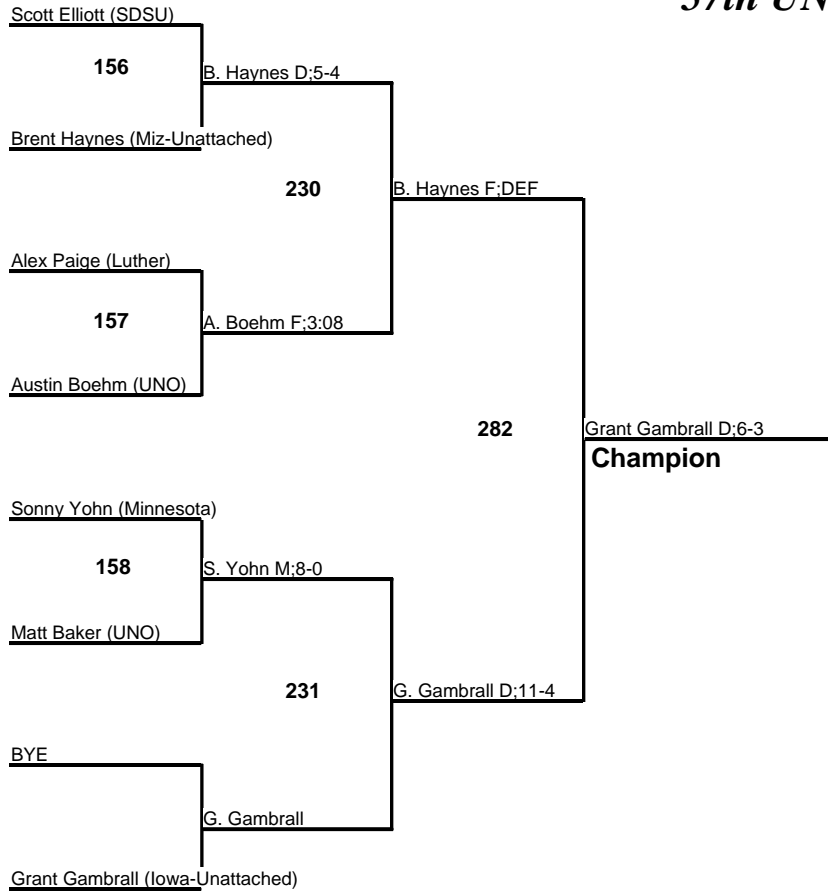 37th UN
Scott Elliott (SDSU)
156
B. Haynes D;5-4
Brent Haynes (Miz-Unattached)
230
B. Haynes F;DEF
Alex Paige (Luther)
157
A. Boehm F;3:08
Austin Boehm (UNO)
282
Grant Gambrall D;6-3
Champion
Sonny Yohn (Minnesota)
158
S. Yohn M;8-0
Matt Baker (UNO)
231
G. Gambrall D;11-4
BYE
G. Gambrall
Grant Gambrall (Iowa-Unattached)